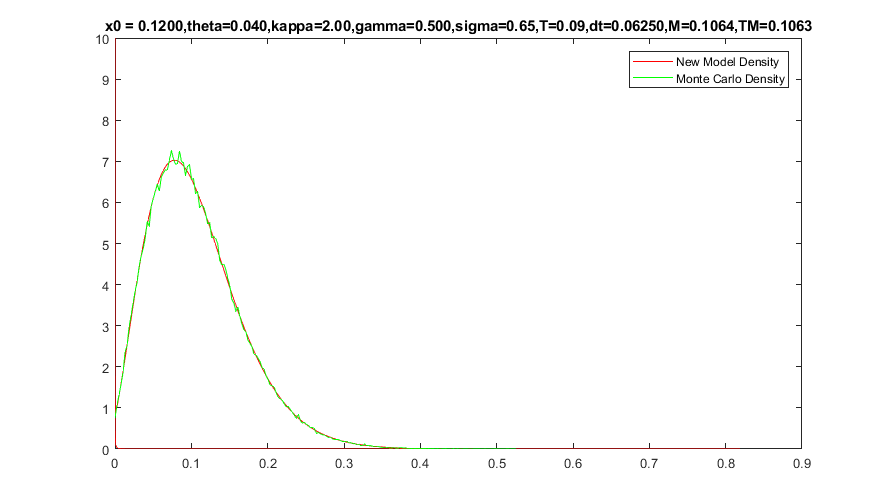 x0 = 0.1200,theta=0.040,kappa=2.00,gamma=0.500,sigma=0.65,T=0.09,dt=0.06250,M=0.1064,TM=0.1063
10
9
8
7
6
5
4
3
2
1
0
New Model Density
Monte Carlo Density
0 0.1 0.2 0.3 0.4 0.5 0.6 0.7 0.8 0.9